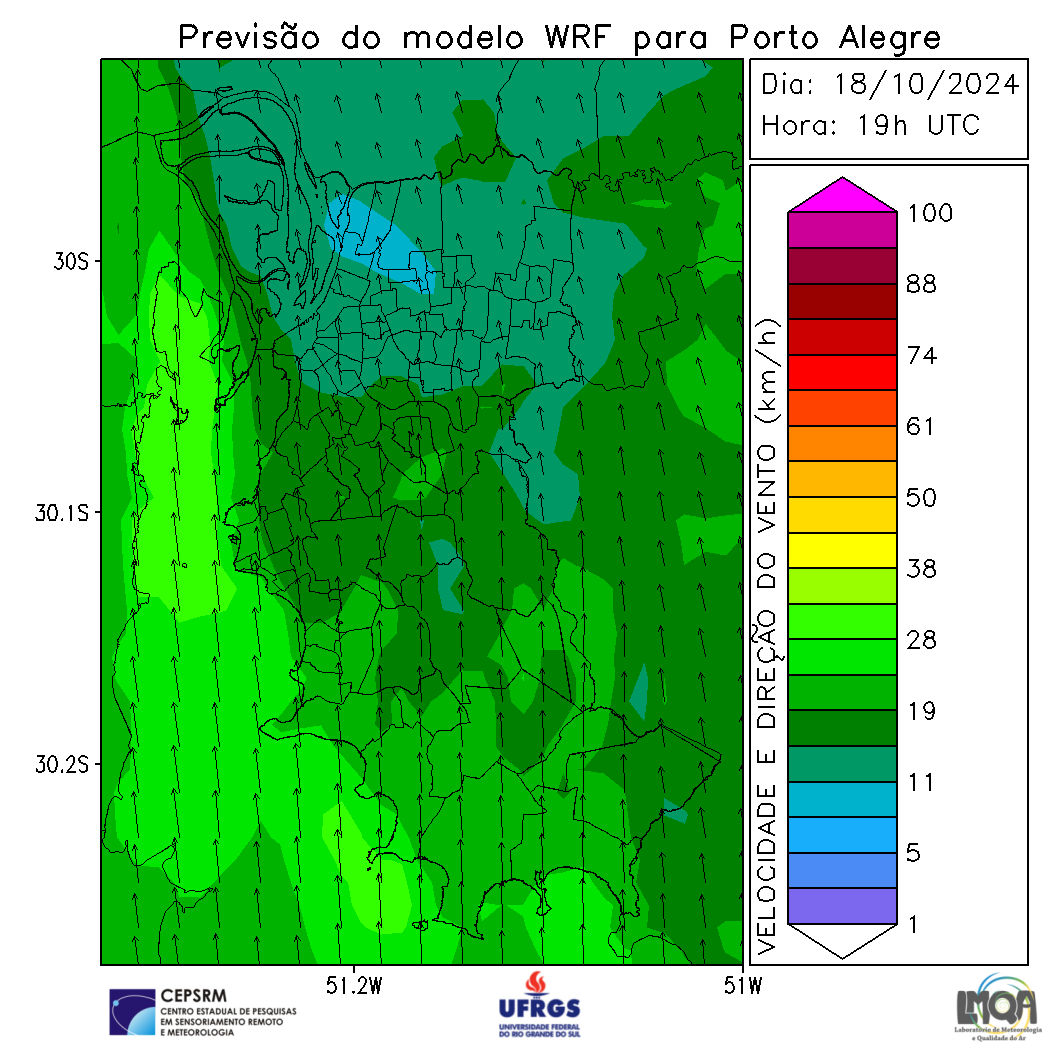 Previsão do modelo WRF para Porto Alegre
Dia: 18/10/2024
Hora: 19h UTC
30S
30.1S
30.2S
51.2W
51W
VELOCIDADE E DIREÇÃO DO VENTO (km/h)
100
88
74
61
50
38
28
19
11
5
1
CEPSRM
CENTRO ESTADUAL DE PESQUISAS
EM SENSORIAMENTO REMOTO
E METEOROLOGIA
UFRGS
UNIVERSIDADE FEDERAL
DO RIO GRANDE DO SUL
LMQA
Laboratório de Meteorologia
e Qualidade do Ar